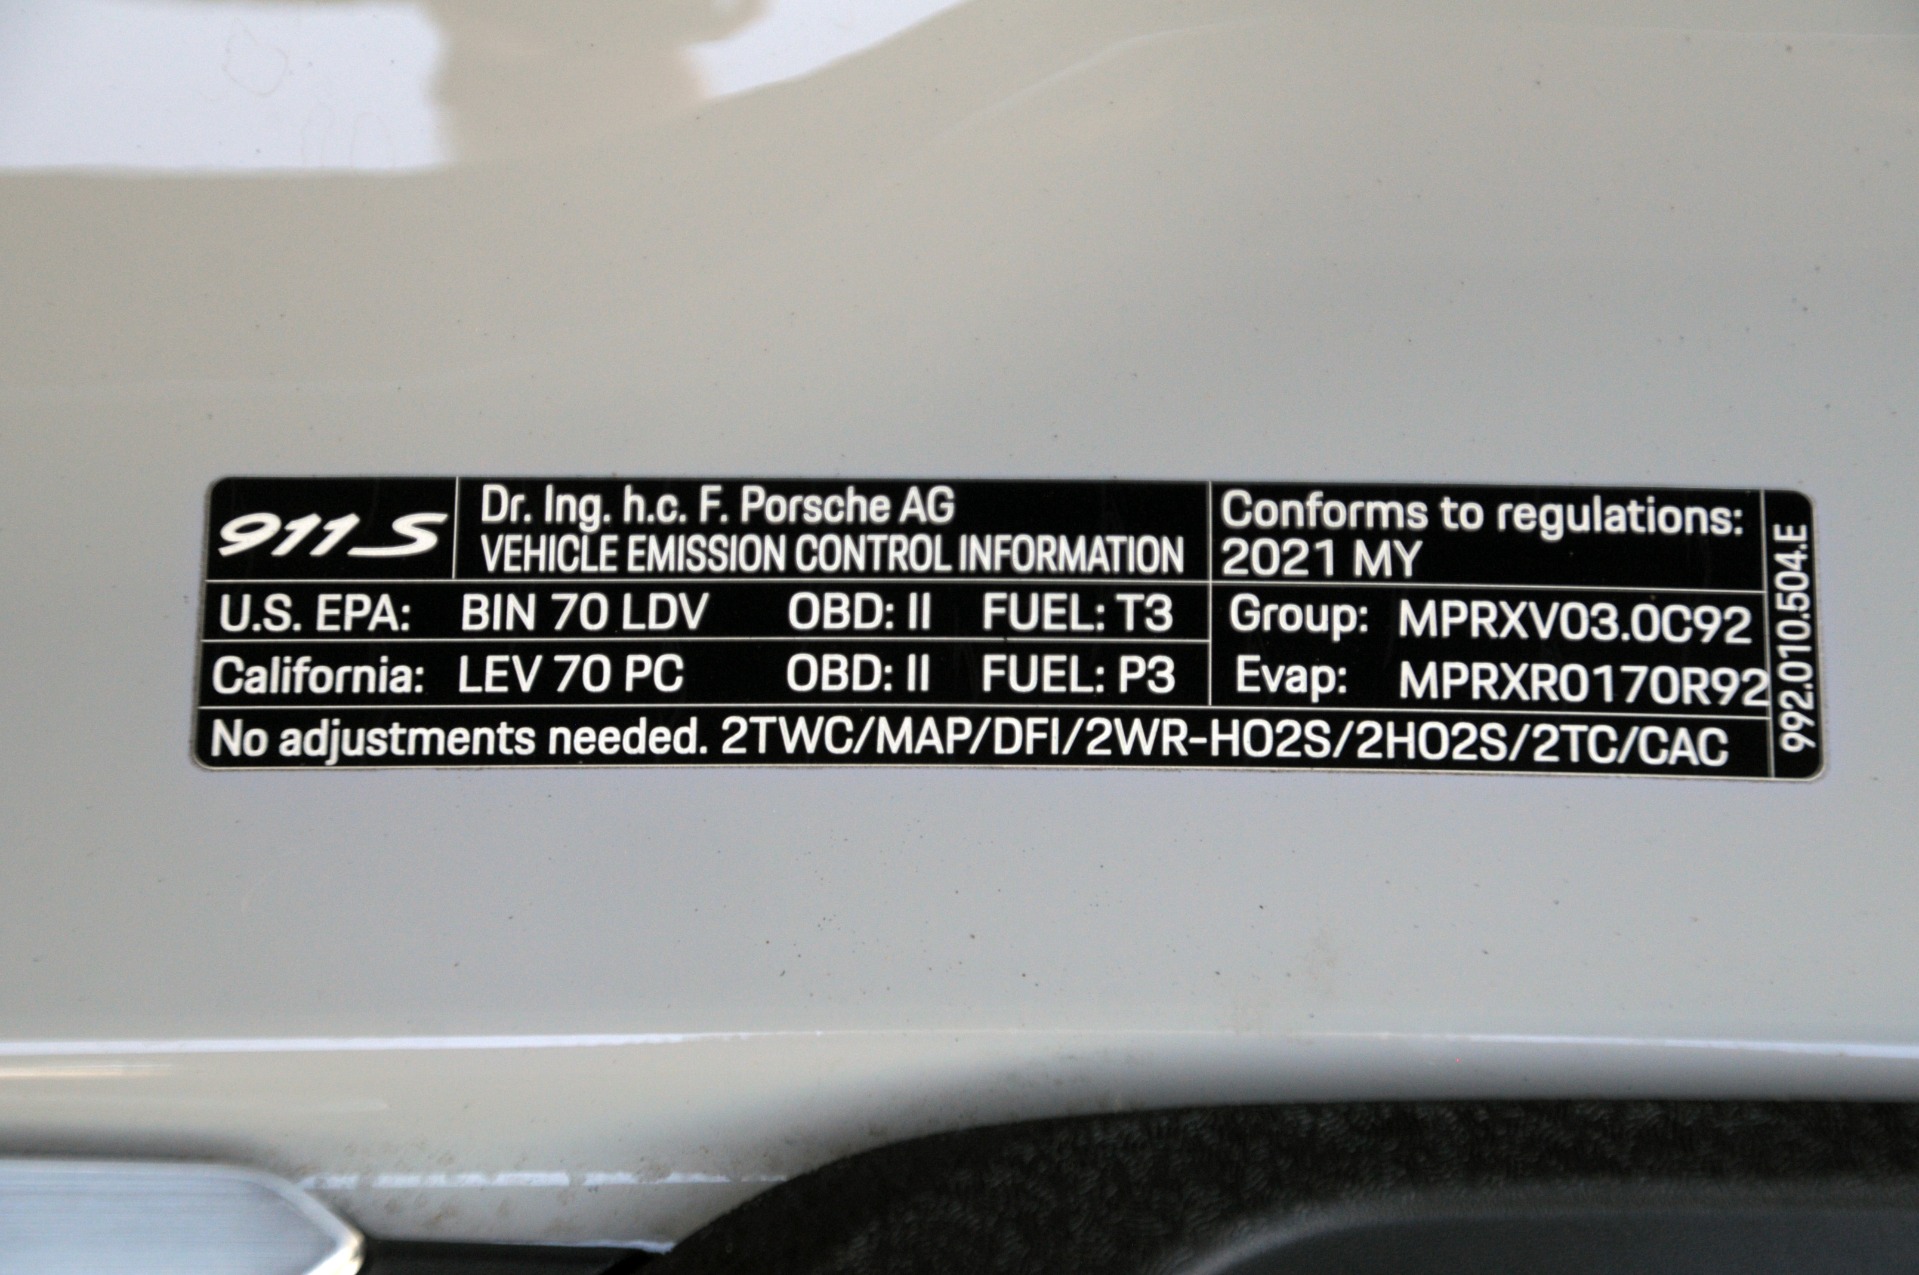 911 S
Dr. Ing. h.c. F. Porsche AG
VEHICLE EMISSION CONTROL INFORMATION
Conforms to regulations:
2021 MY
U.S. EPA: BIN 70 LDV OBD: II FUEL: T3
Group: MPRXV03.0C92
California: LEV 70 PC OBD: II FUEL: P3
Evap: MPRXR0170R92
No adjustments needed. 2TWC/MAP/DFI/2WR-HO2S/2HO2S/2TC/CAC
992.010.504.E